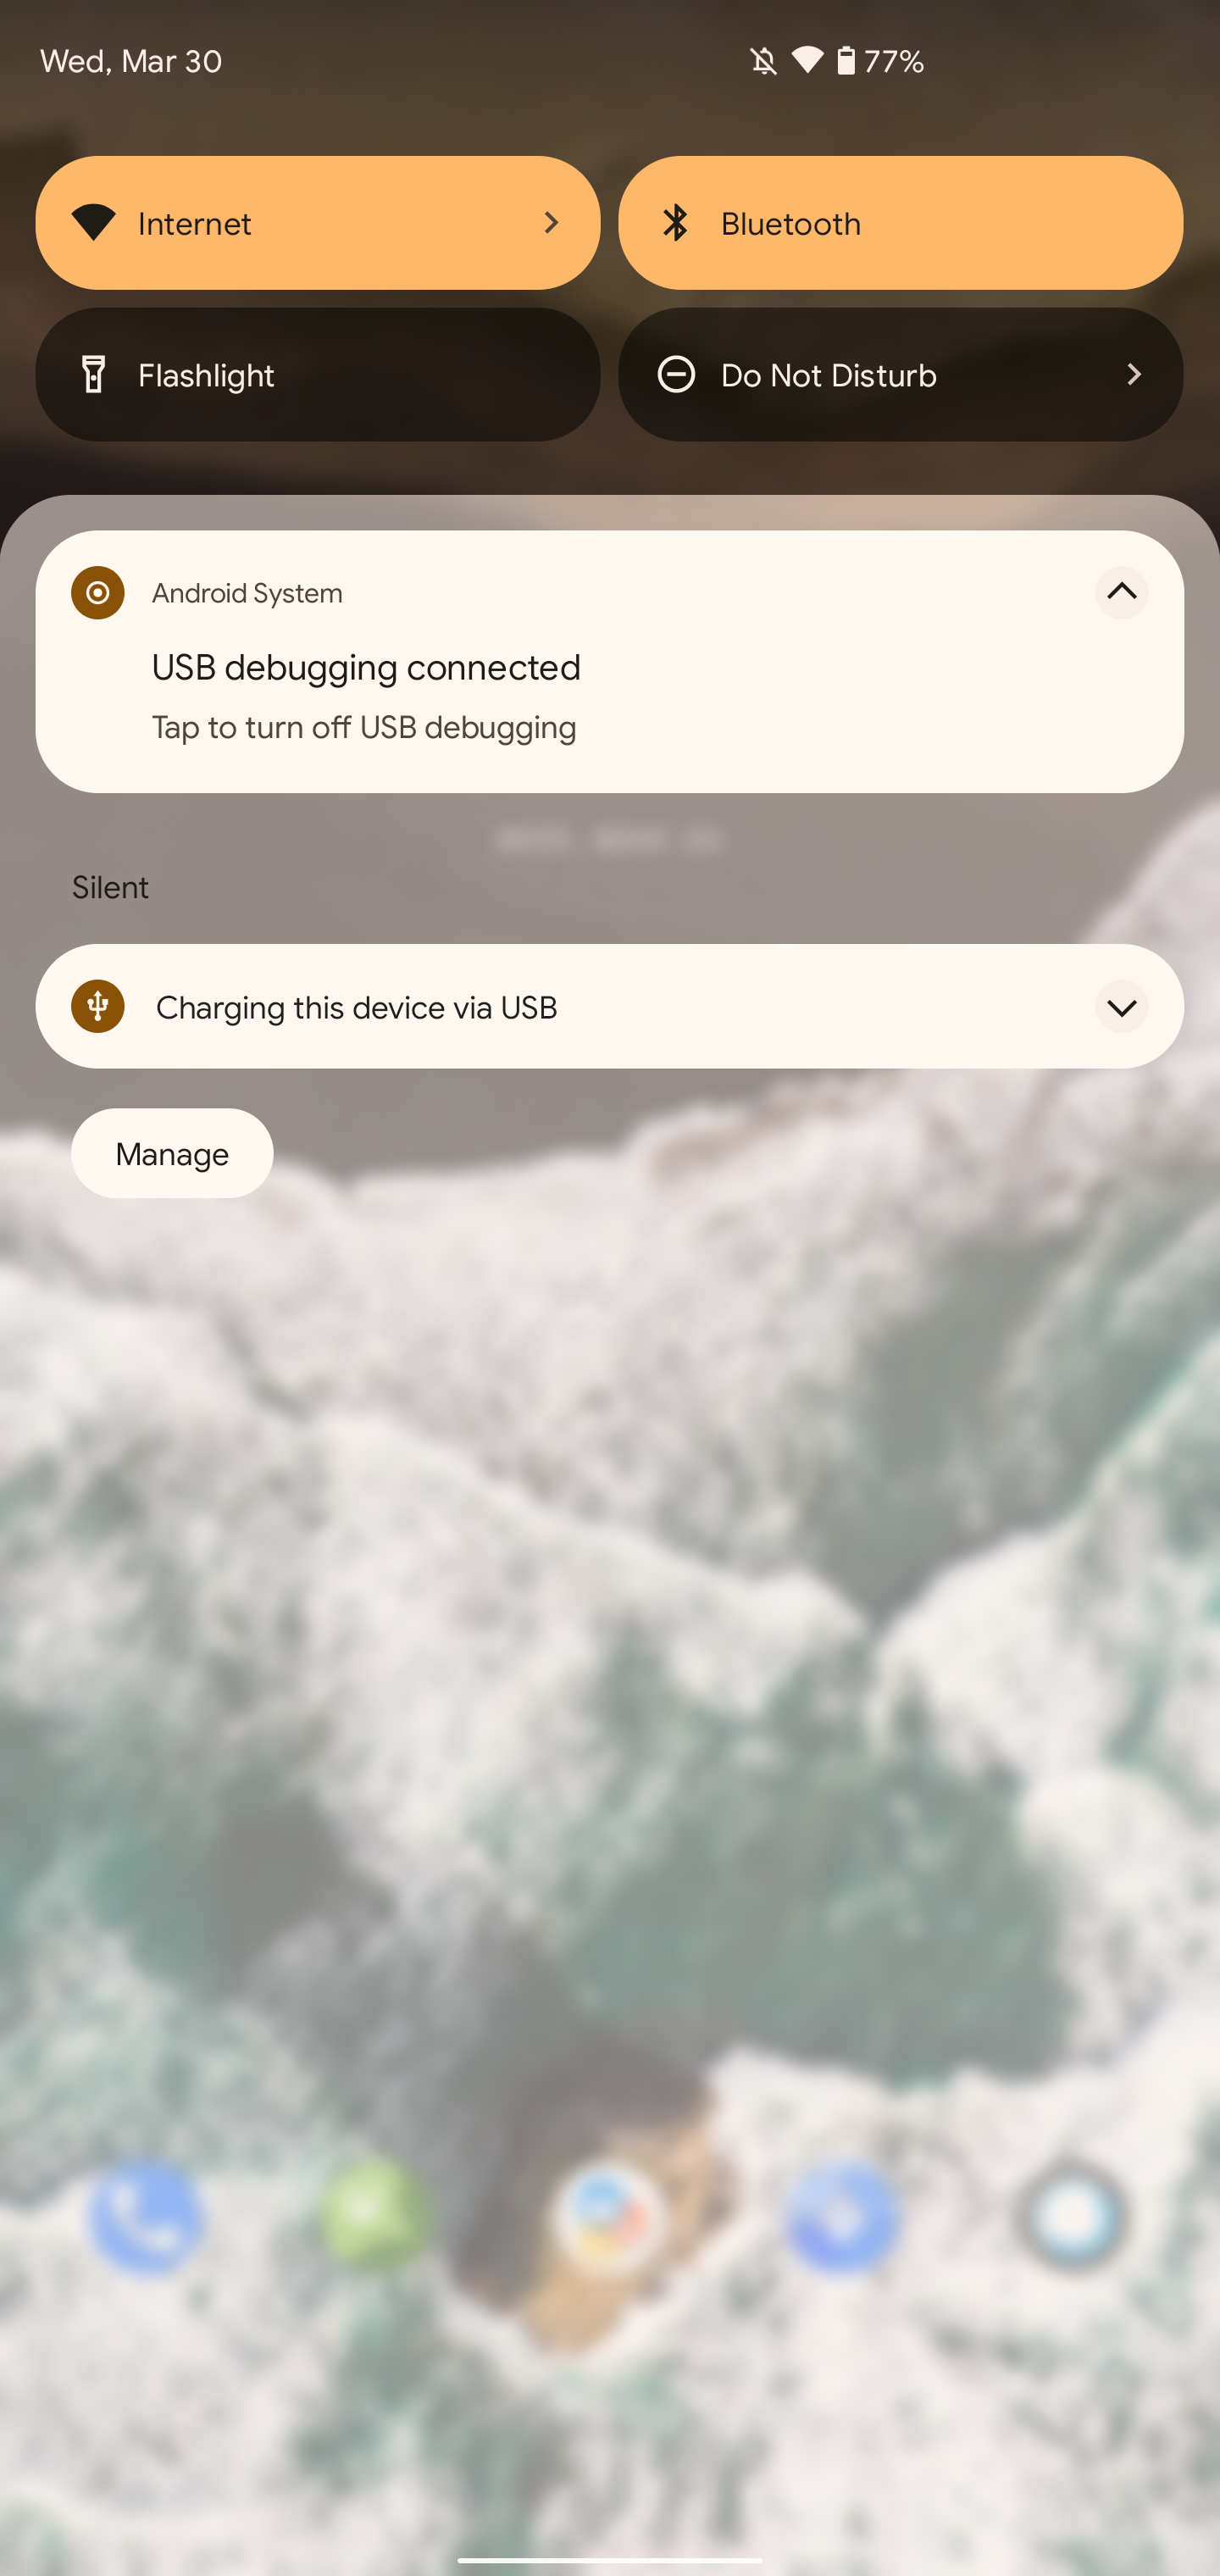 Wed, Mar 30
77%
Internet
Bluetooth
Flashlight
Do Not Disturb
Android System
USB debugging connected
Tap to turn off USB debugging
Silent
Charging this device via USB
Manage